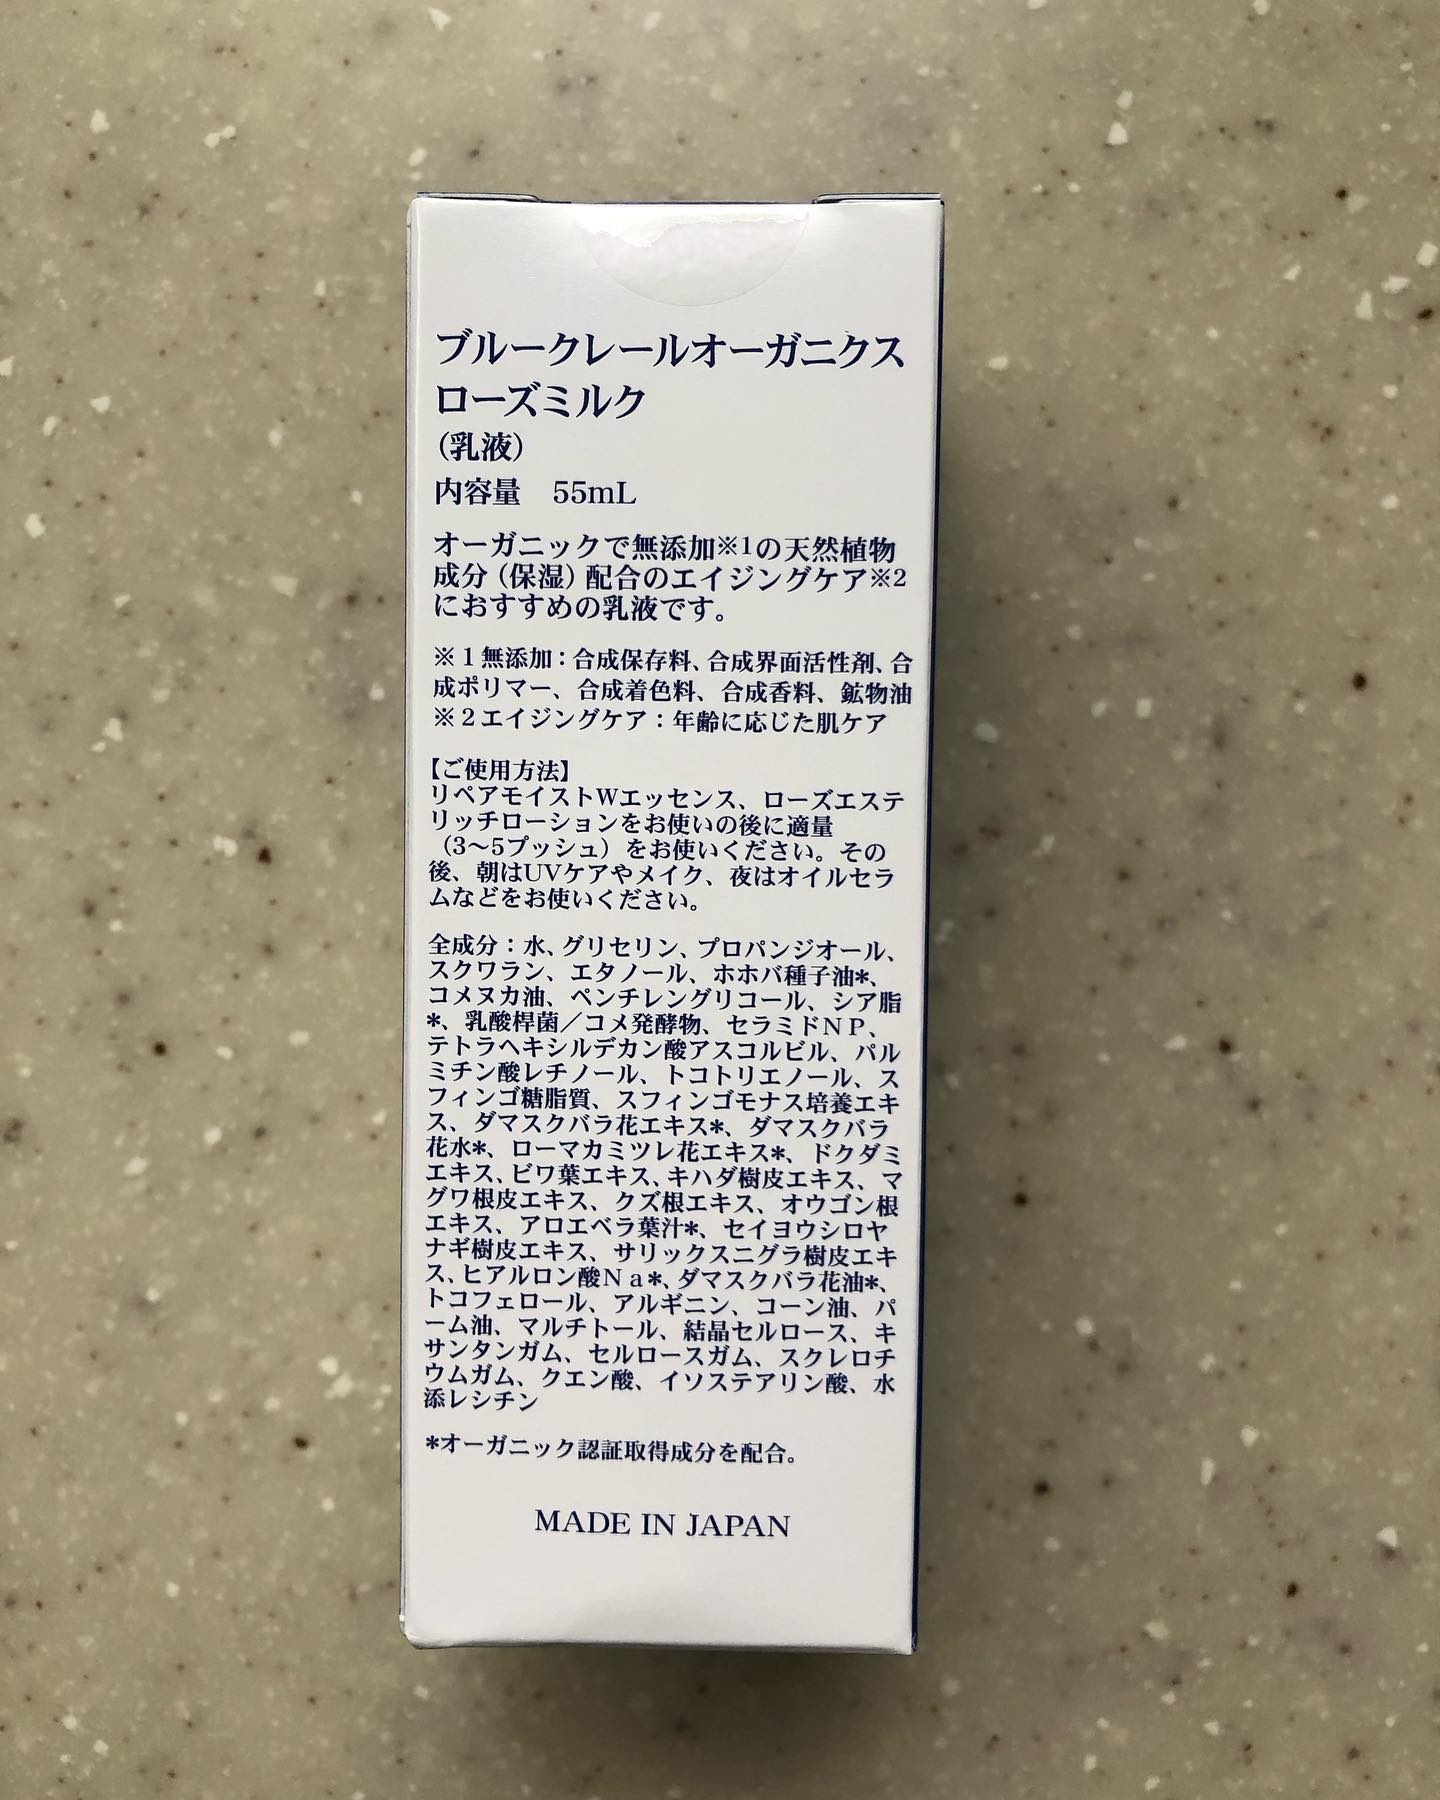 ブルークレールオーガニクス
ローズミルク
（乳液）
内容量　55mL
オーガニックで無添加※1の天然植物
成分（保湿）配合のエイジングケア※2
におすすめの乳液です。
※１無添加：合成保存料、合成界面活性剤、合
成ポリマー、合成着色料、合成香料、鉱物油
※２エイジングケア：年齢に応じた肌ケア
【ご使用方法】
リペアモイストWエッセンス、ローズエステ
リッチローションをお使いの後に適量
（3〜5プッシュ）をお使いください。その
後、朝はUVケアやメイク、夜はオイルセラ
ムなどをお使いください。
全成分：水、グリセリン、プロパンジオール、
スクワラン、エタノール、ホホバ種子油*、
コメヌカ油、ペンチレングリコール、シア脂
*、乳酸桿菌／コメ発酵物、セラミドＮＰ、
テトラヘキシルデカン酸アスコルビル、パル
ミチン酸レチノール、トコトリエノール、ス
フィンゴ糖脂質、スフィンゴモナス培養エキ
ス、ダマスクバラ花エキス*、ダマスクバラ
花水*、ローマカミツレ花エキス*、ドクダミ
エキス、ビワ葉エキス、キハダ樹皮エキス、マ
グワ根皮エキス、クズ根エキス、オウゴン根
エキス、アロエベラ葉汁*、セイヨウシロヤ
ナギ樹皮エキス、サリックスニグラ樹皮エキ
ス、ヒアルロン酸Ｎａ*、ダマスクバラ花油*、
トコフェロール、アルギニン、コーン油、パ
ーム油、マルチトール、結晶セルロース、キ
サンタンガム、セルロースガム、スクレロチ
ウムガム、クエン酸、イソステアリン酸、水
添レシチン
*オーガニック認証取得成分を配合。
MADE IN JAPAN